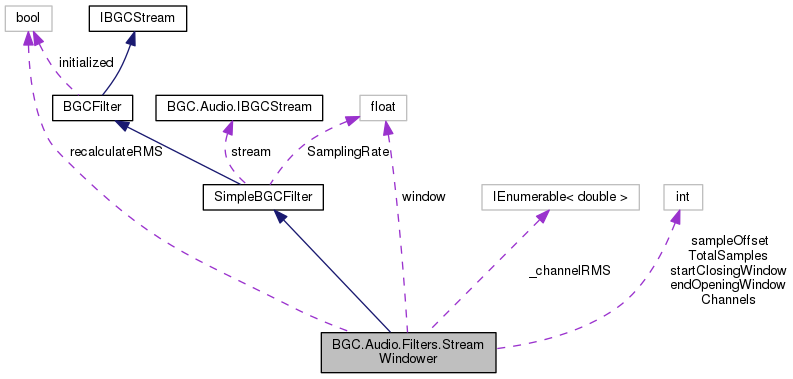 bool
IBGCStream
initialized
BGCFilter
BGC.Audio.IBGCStream
float
recalculateRMS
stream
SamplingRate
SimpleBGCFilter
window
IEnumerable< double >
int
_channelRMS
sampleOffset
TotalSamples
startClosingWindow
endOpeningWindow
Channels
BGC.Audio.Filters.Stream
Windower